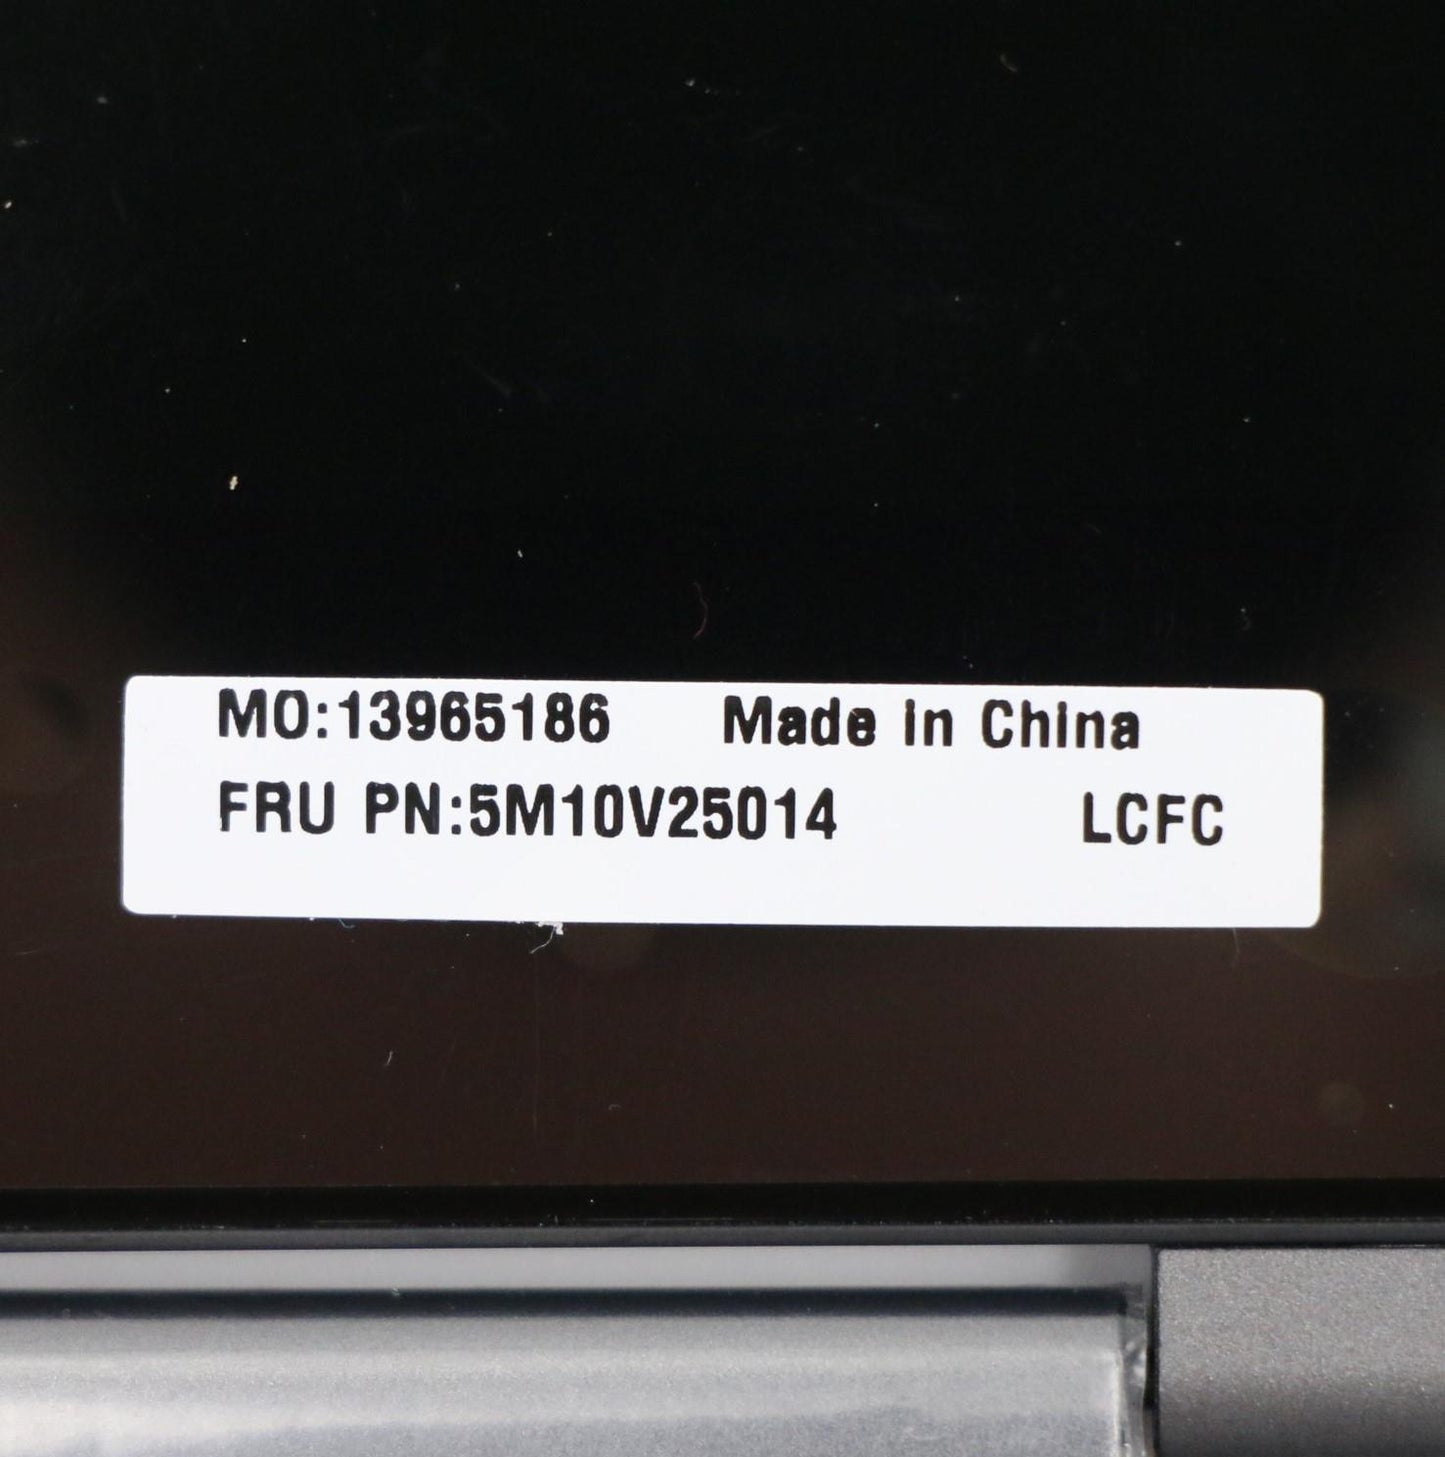 MO:13965186 Made in China
FRU PN:5M10V25014 LCFC